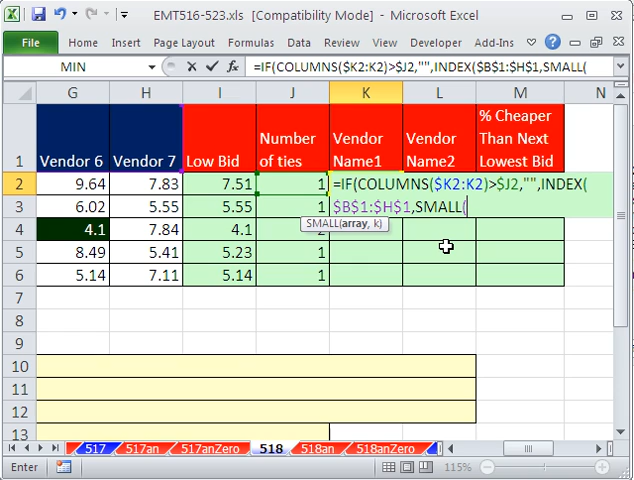 EMT516-523.xls [Compatibility Mode] - Microsoft Excel
File Home Insert Page Layout Formulas Data Review View Developer Add-Ins
MIN =IF(COLUMNS($K2:K2)>$J2,"",INDEX($B$1:$H$1,SMALL(
G H I J K L M N
1 Vendor 6 Vendor 7 Low Bid Number of ties Vendor Name1 Vendor Name2 % Cheaper Than Next Lowest Bid
2 9.64 7.83 7.51 1 =IF(COLUMNS($K2:K2)>$J2,"",INDEX(
3 6.02 5.55 5.55 1 $B$1:$H$1,SMALL(
SMALL(array, k)
4 4.1 7.84 4.1 2
5 8.49 5.41 5.23 1
6 5.14 7.11 5.14 1
7
8
9
10
11
12
13
517 517an 517anZero 518 518an 518anZero
Enter 115%